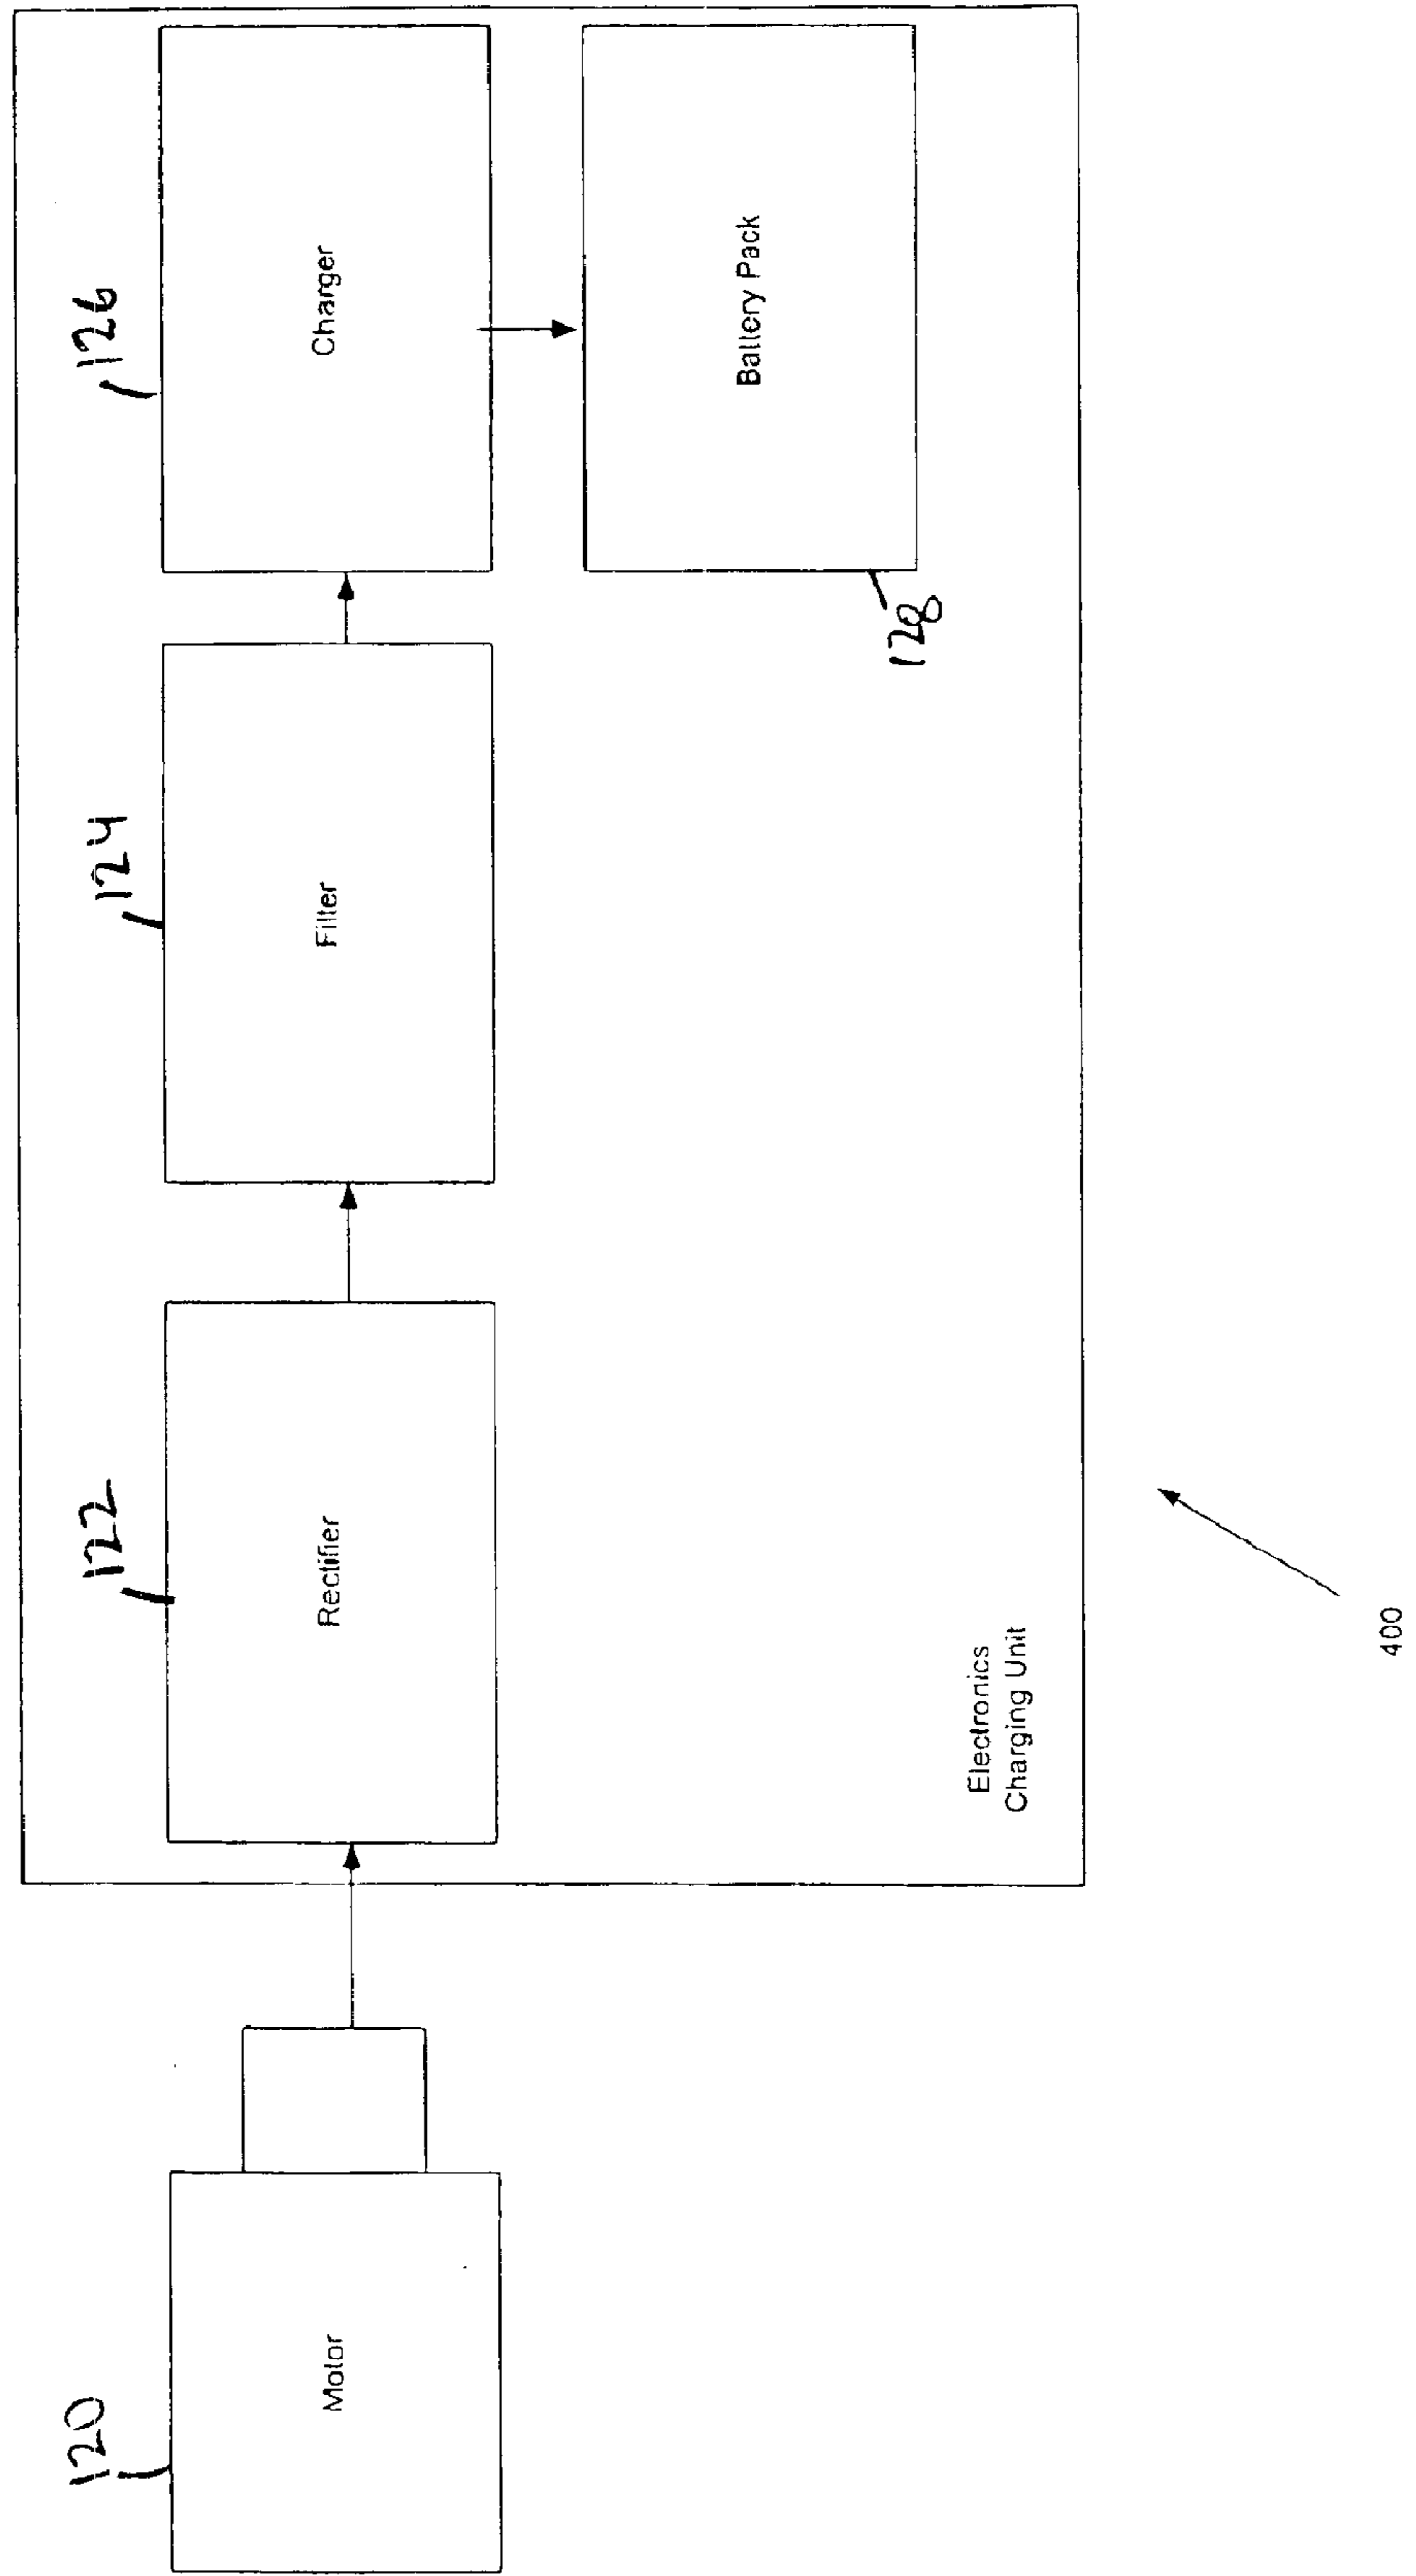 120
122
124
126
Motor
Rectifier
Filter
Charger
128
Battery Pack
Electronics
Charging Unit
400